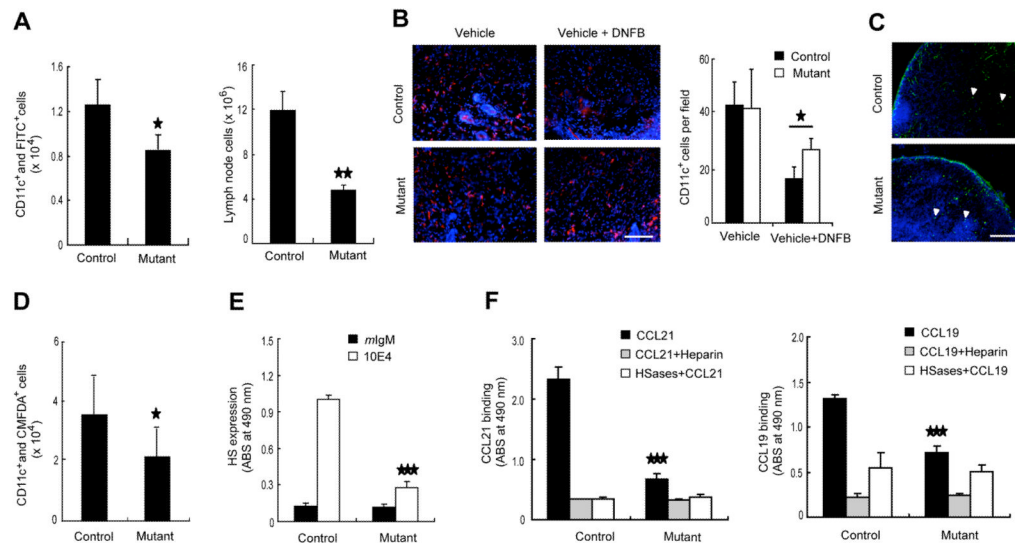 A
CD11c⁺ and FITC⁺cells
(x 10⁴)
1.6
1.2
0.8
0.4
0
Control
Mutant
Lymph node cells (x 10⁶)
16
12
8
4
0
Control
Mutant
B
Vehicle
Vehicle + DNFB
Control
Mutant
Control
Mutant
CD11c⁺ cells per field
60
40
20
0
Vehicle
Vehicle+DNFB
C
Control
Mutant
D
CD11c⁺ and CMFDA⁺ cells
(x 10⁴)
6
4
2
0
Control
Mutant
E
mIgM
10E4
HS expression
(ABS at 490 nm)
1.5
1.2
0.9
0.6
0.3
0
Control
Mutant
F
CCL21
CCL21+Heparin
HSases+CCL21
CCL21 binding
(ABS at 490 nm)
3.0
2.0
1.0
0.0
Control
Mutant
CCL19
CCL19+Heparin
HSases+CCL19
CCL19 binding
(ABS at 490 nm)
2.0
1.5
1.0
0.5
0.0
Control
Mutant